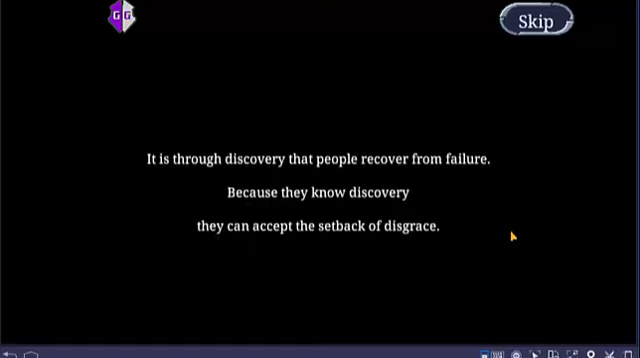 GG
Skip
It is through discovery that people recover from failure.
Because they know discovery
they can accept the setback of disgrace.